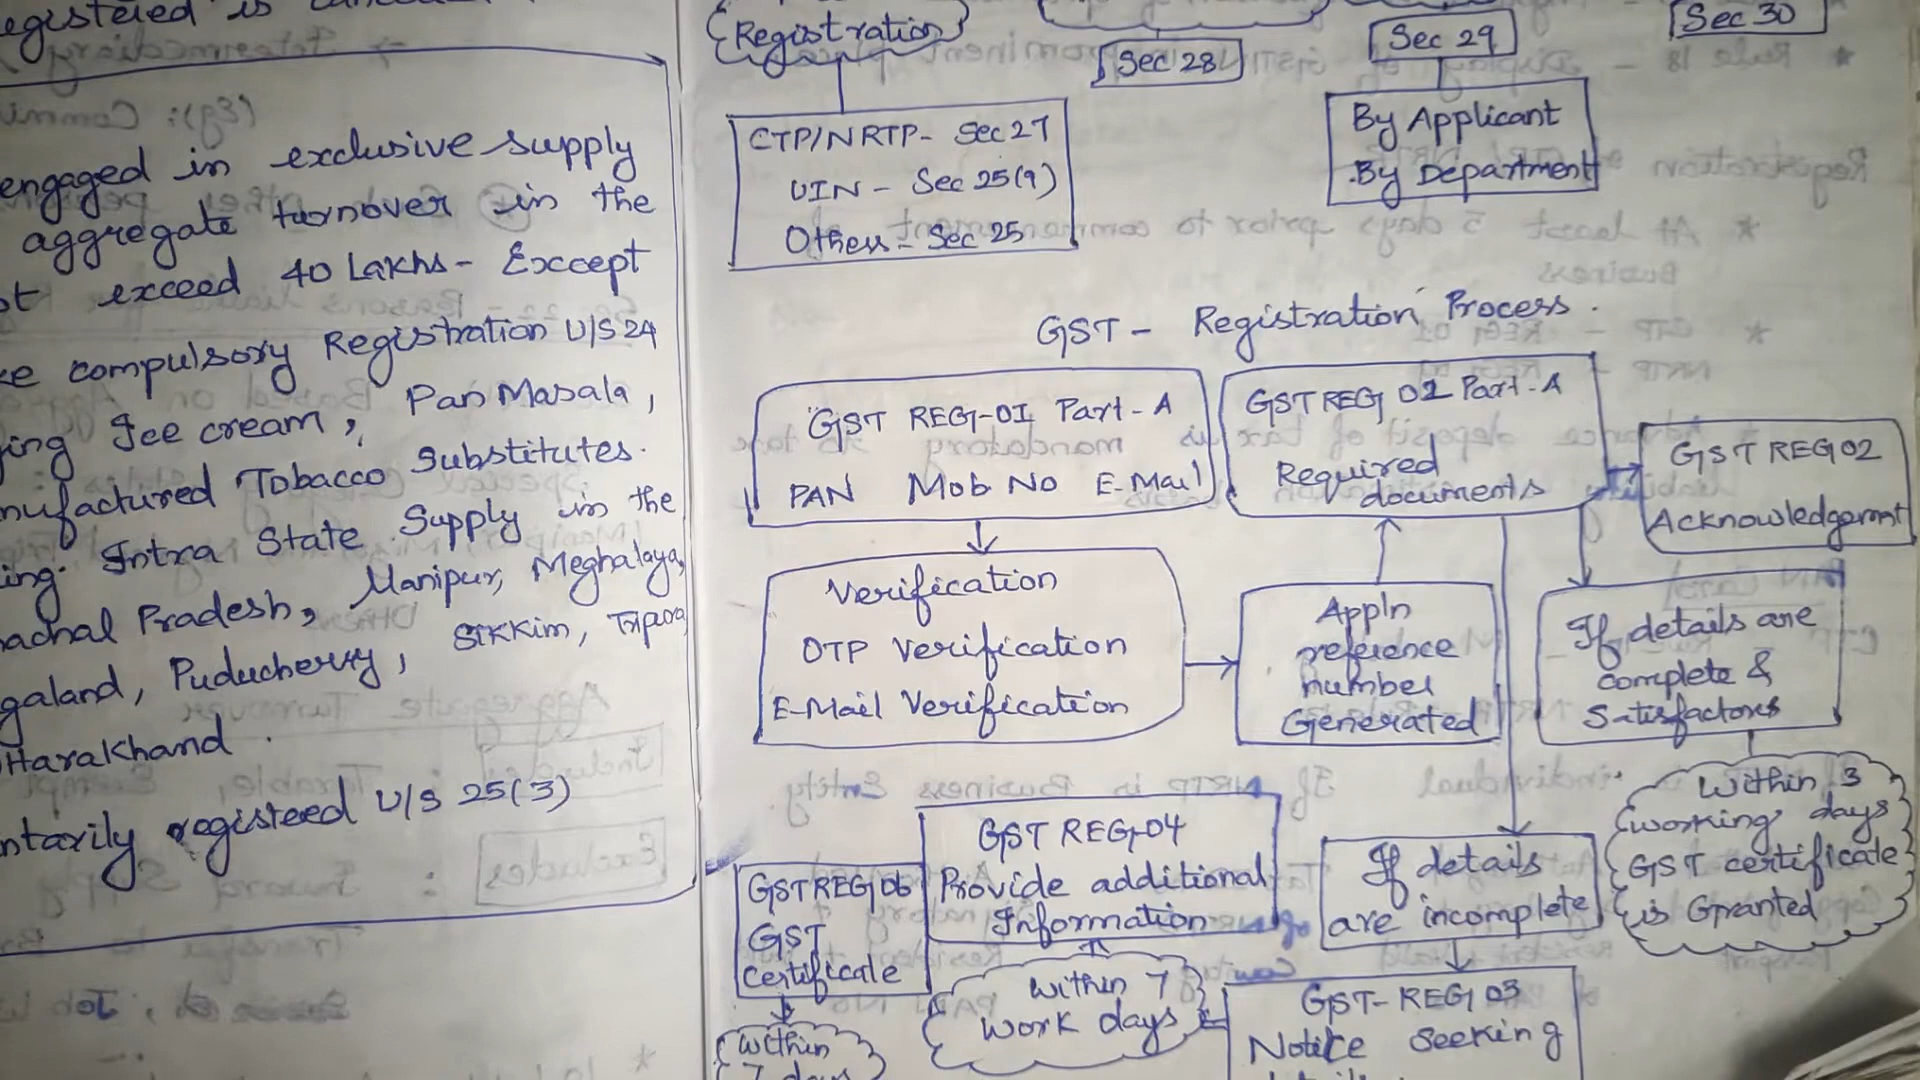 egistered is
engaged in exclusive supply
aggregate turnover in the
exceed 40 Lakhs - Except
compulsory Registration U/S 24
ing Ice cream, Pan Masala,
nufactured Tobacco Substitutes.
ing. Intra State Supply in the
achal Pradesh, Manipur, Meghalaya,
galand, Puducherry, Sikkim, Tripura
ttarakhand.
ntarily registeed U/S 25(3)
Registration
Sec 28
Sec 29
Sec 30
CTP/NRTP- Sec 27
UIN - Sec 25(9)
Others - Sec 25
By Applicant
By Department
GST - Registration Process.
GST REG-01 Part-A
PAN Mob No E-Mail
GST REG 01 Part-A
Required
documents
GST REG 02
Verification
OTP Verification
E-Mail Verification
Appln
reference
number
Generated
If details are
complete &
Within 3
working days
GST certificate
is Granted
GST REG 04
Provide additional
Information
GST REG 06
GST
Certificate
If details
are incomplete
Within 7
work days
GST-REG 03
Notice Seeking
Within
7 days